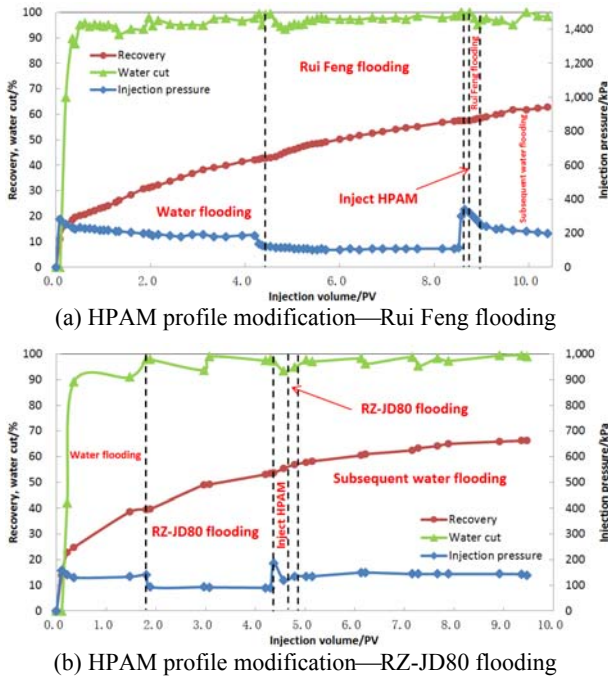 100
90
80
70
60
50
40
30
20
10
0
Recovery, water cut/%
Recovery
Water cut
Injection pressure
Rui Feng flooding
Rui Feng flooding
Water flooding
Inject HPAM
Subsequent water flooding
1,400
1,200
1,000
800
600
400
200
0
Injection pressure/kPa
0.0 2.0 4.0 6.0 8.0 10.0
Injection volume/PV
(a) HPAM profile modification—Rui Feng flooding
100
90
80
70
60
50
40
30
20
10
0
Recovery, water cut/%
Water flooding
RZ-JD80 flooding
Inject HPAM
RZ-JD80 flooding
Subsequent water flooding
Recovery
Water cut
Injection pressure
1,000
900
800
700
600
500
400
300
200
100
0
Injection pressure/kPa
0.0 1.0 2.0 3.0 4.0 5.0 6.0 7.0 8.0 9.0 10.0
Injection volume/PV
(b) HPAM profile modification—RZ-JD80 flooding